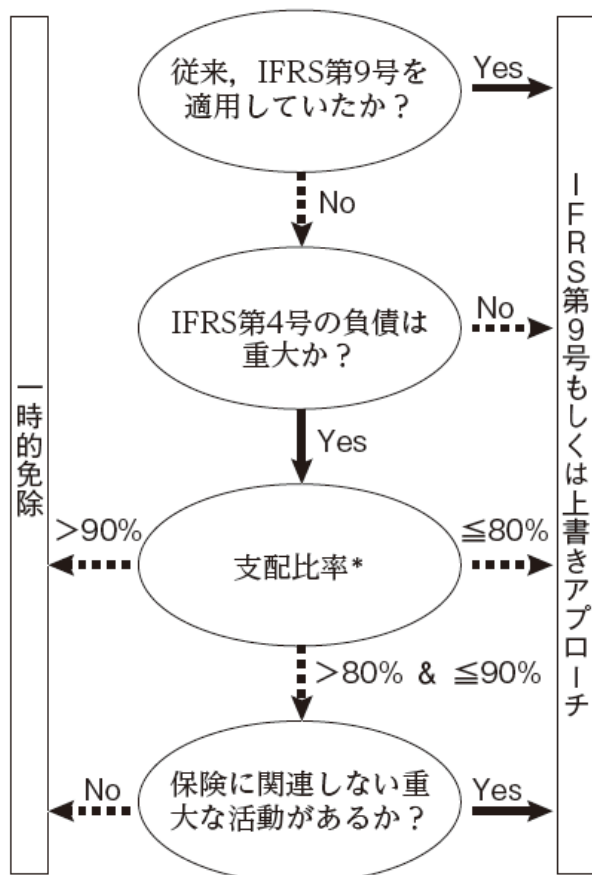 従来，IFRS第9号を
適用していたか？
Yes
No
IFRS第4号の負債は
重大か？
No
Yes
一時的免除
IFRS第9号もしくは上書きアプローチ
＞90%
支配比率*
≦80%
＞80% & ≦90%
No
保険に関連しない重
大な活動があるか？
Yes